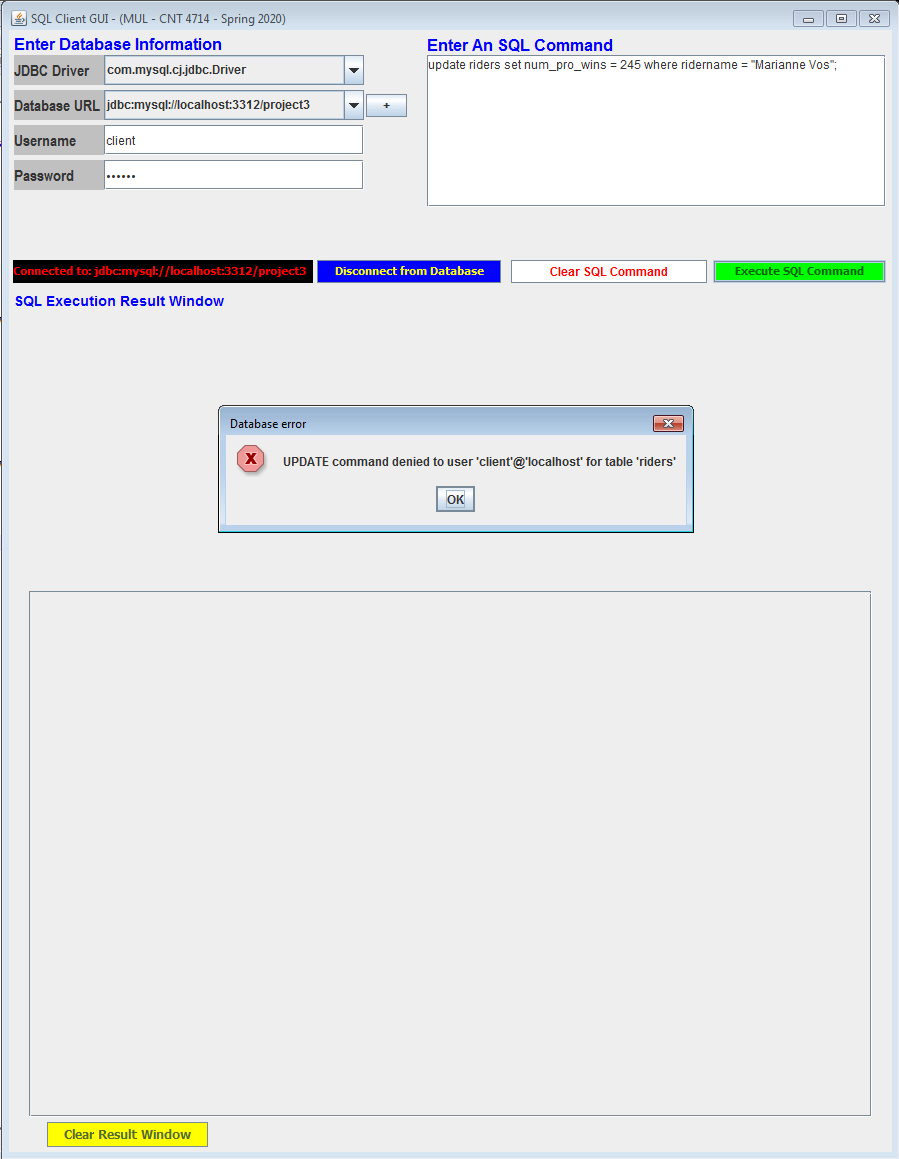 SQL Client GUI - (MUL - CNT 4714 - Spring 2020)
Enter Database Information
Enter An SQL Command
JDBC Driver com.mysql.cj.jdbc.Driver
Database URL jdbc:mysql://localhost:3312/project3 +
Username client
Password ••••••
update riders set num_pro_wins = 245 where ridername = "Marianne Vos";
Connected to: jdbc:mysql://localhost:3312/project3 Disconnect from Database Clear SQL Command Execute SQL Command
SQL Execution Result Window
Database error
X UPDATE command denied to user 'client'@'localhost' for table 'riders'
OK
Clear Result Window